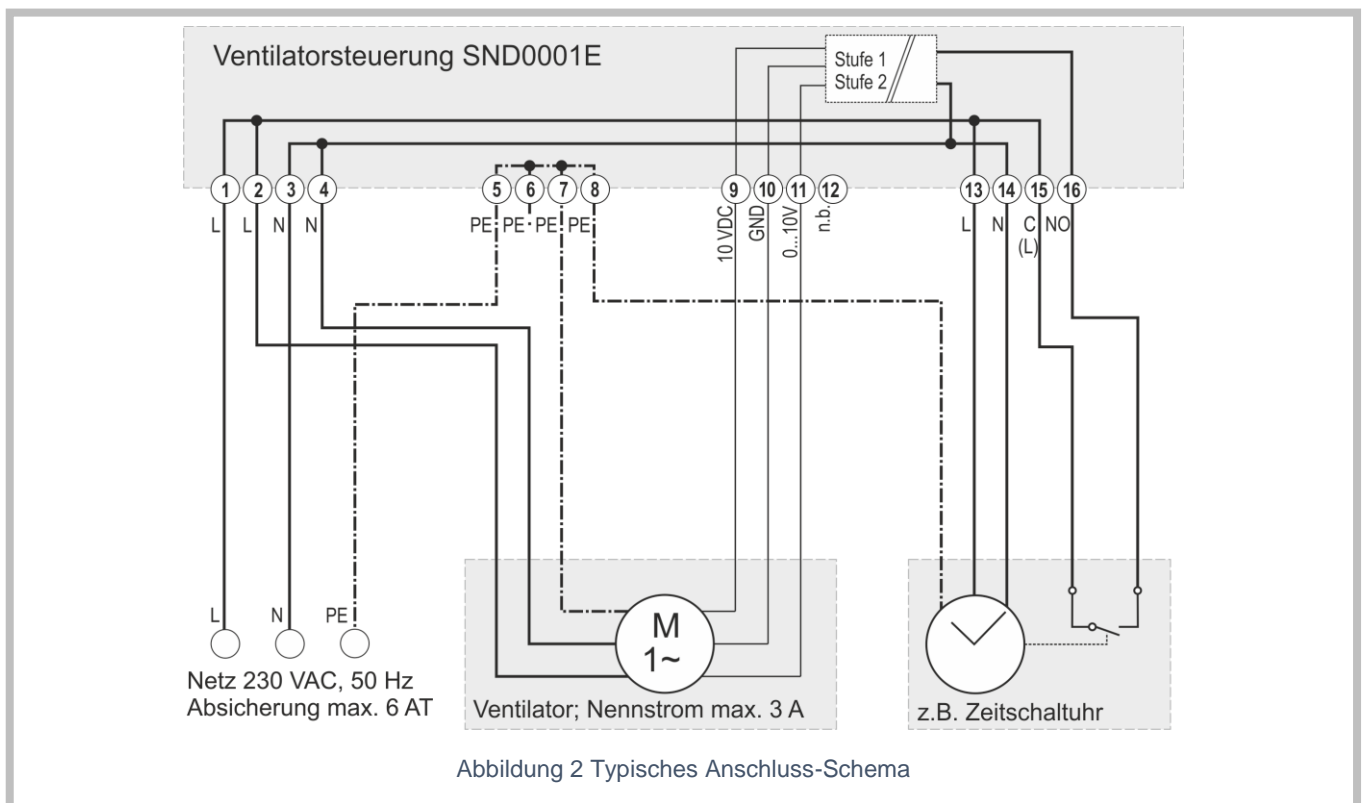 Ventilatorsteuerung SND0001E
Stufe 1
Stufe 2
1 2 3 4 5 6 7 8 9 10 11 12 13 14 15 16
L L N N PE PE PE PE 10 VDC GND 0...10V n.b. L N C NO
(L)
L N PE
M
1~
Netz 230 VAC, 50 Hz
Absicherung max. 6 AT
Ventilator; Nennstrom max. 3 A
z.B. Zeitschaltuhr
Abbildung 2 Typisches Anschluss-Schema